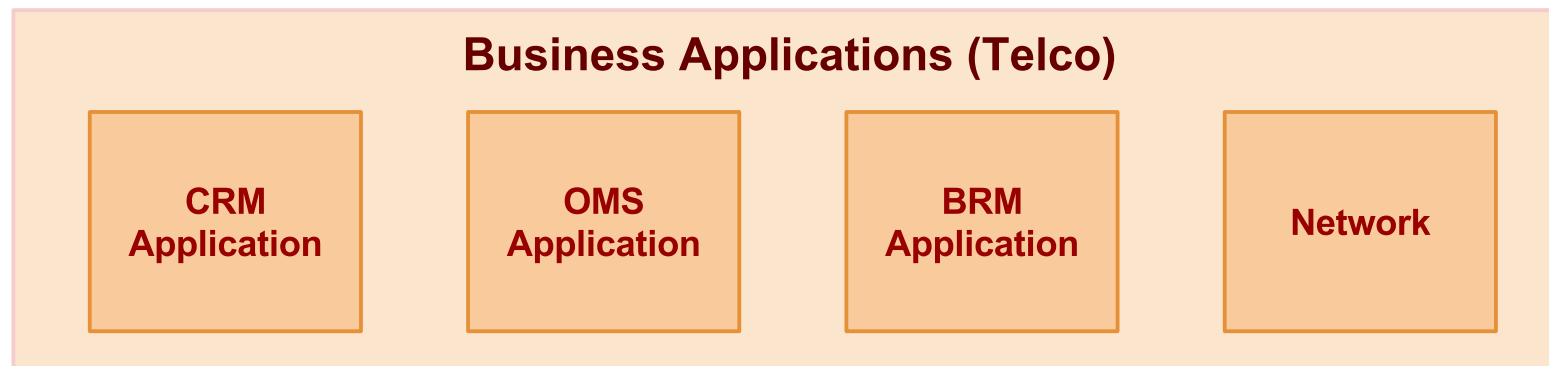 Business Applications (Telco)
CRM
Application
OMS
Application
BRM
Application
Network